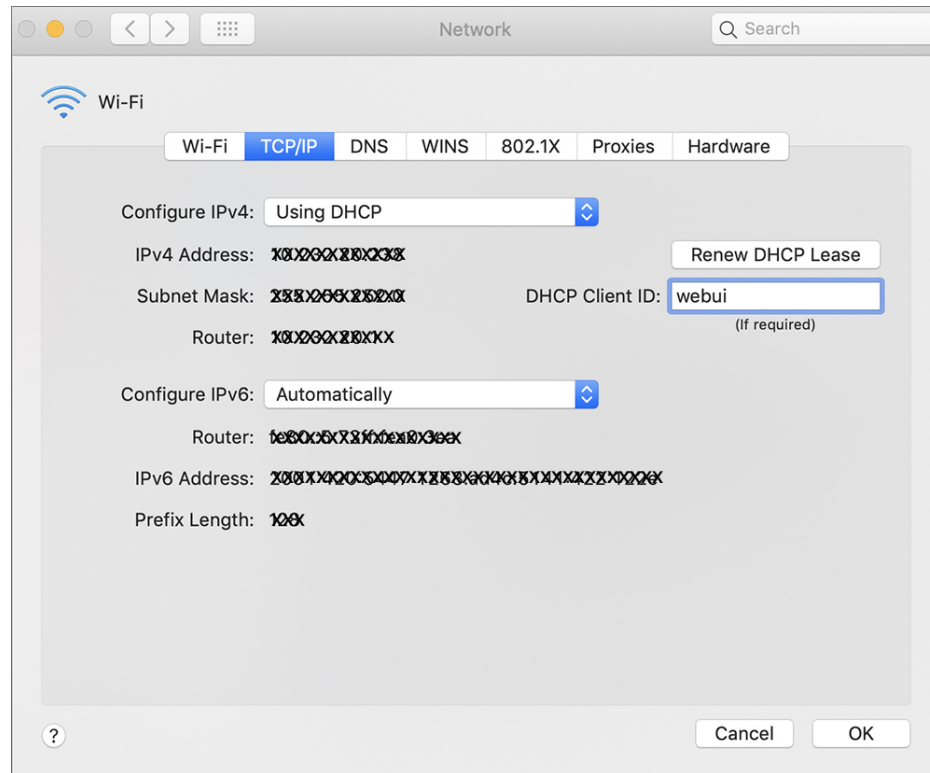 Network
Search
Wi-Fi
Wi-Fi TCP/IP DNS WINS 802.1X Proxies Hardware
Configure IPv4: Using DHCP
IPv4 Address: Renew DHCP Lease
Subnet Mask: DHCP Client ID: webui
(If required)
Router:
Configure IPv6: Automatically
Router:
IPv6 Address:
Prefix Length:
? Cancel OK